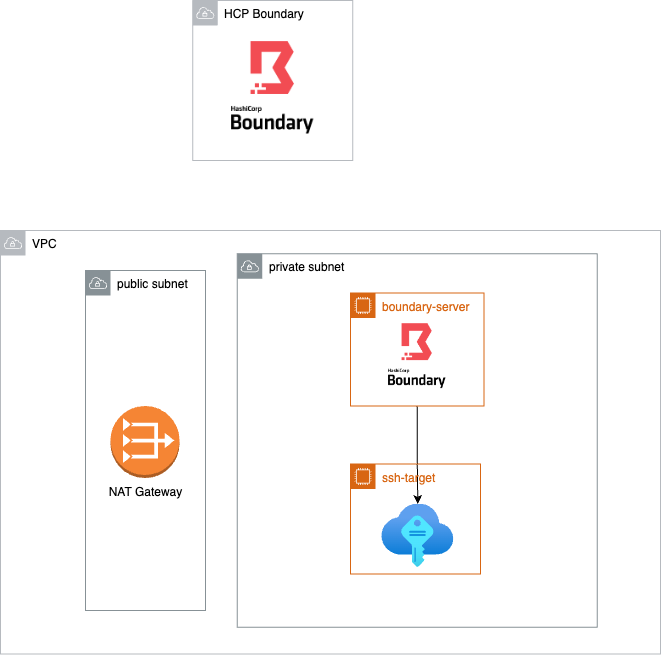 HCP Boundary
HashiCorp
Boundary
VPC
private subnet
public subnet
boundary-server
HashiCorp
Boundary
ssh-target
NAT Gateway